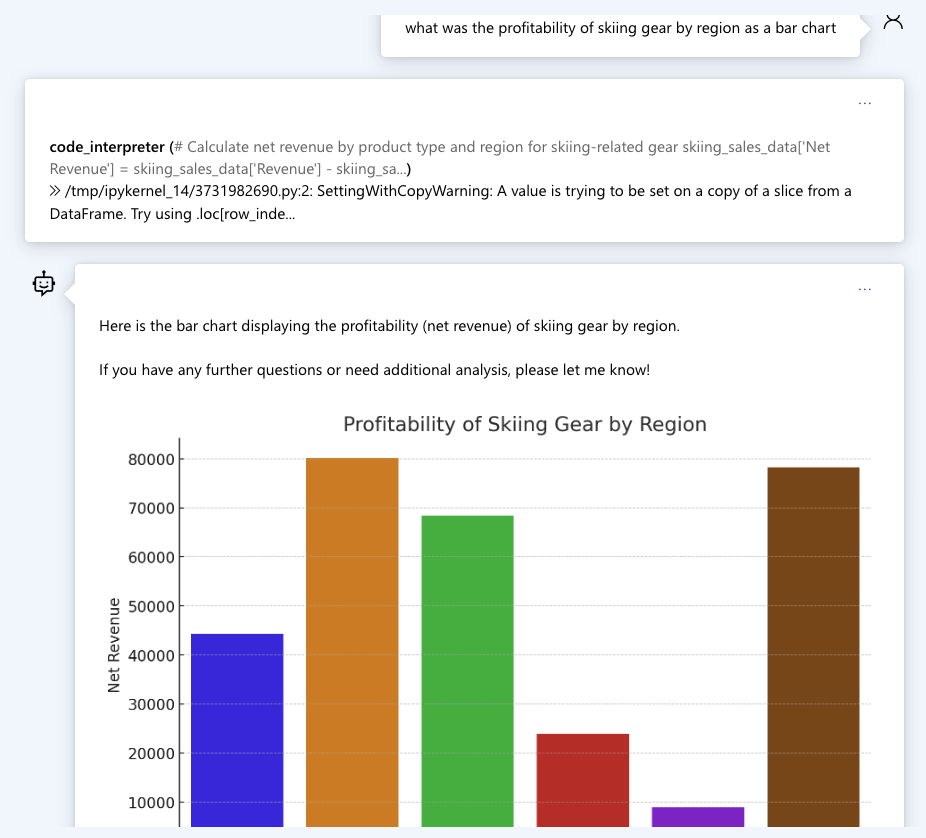 what was the profitability of skiing gear by region as a bar chart
...
code_interpreter (# Calculate net revenue by product type and region for skiing-related gear skiing_sales_data['Net
Revenue'] = skiing_sales_data['Revenue'] - skiing_sa...)
>> /tmp/ipykernel_14/3731982690.py:2: SettingWithCopyWarning: A value is trying to be set on a copy of a slice from a
DataFrame. Try using .loc[row_inde...
...
Here is the bar chart displaying the profitability (net revenue) of skiing gear by region.
If you have any further questions or need additional analysis, please let me know!
Profitability of Skiing Gear by Region
80000
70000
60000
50000
40000
30000
20000
10000
Net Revenue